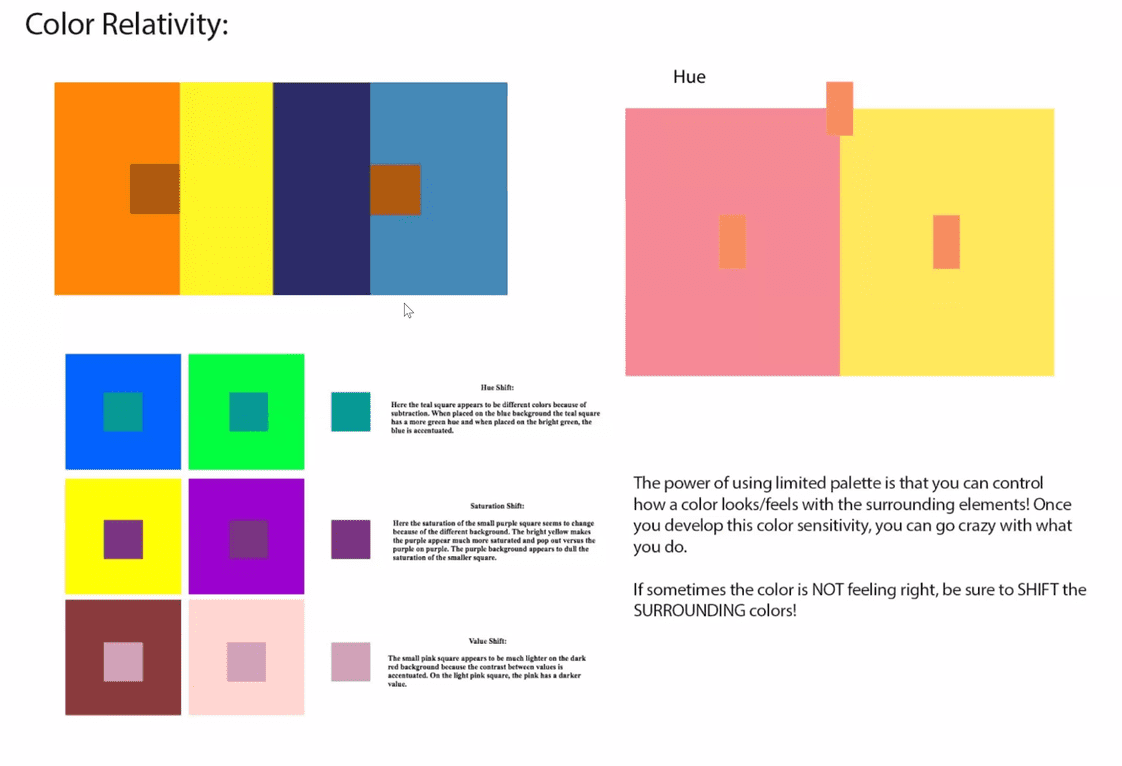 Color Relativity:
Hue
Hue Shift:
Here the teal square appears to be different colors because of
subtraction. When placed on the blue background the teal square
has a more green hue and when placed on the bright green, the
blue is accentuated.
Saturation Shift:
Here the saturation of the small purple square seems to change
because of the different background. The bright yellow makes
the purple appear much more saturated and pop out versus the
purple on purple. The purple background appears to dull the
saturation of the smaller square.
Value Shift:
The small pink square appears to be much lighter on the dark
red background because the contrast between values is
accentuated. On the light pink square, the pink has a darker
value.
The power of using limited palette is that you can control
how a color looks/feels with the surrounding elements! Once
you develop this color sensitivity, you can go crazy with what
you do.
If sometimes the color is NOT feeling right, be sure to SHIFT the
SURROUNDING colors!